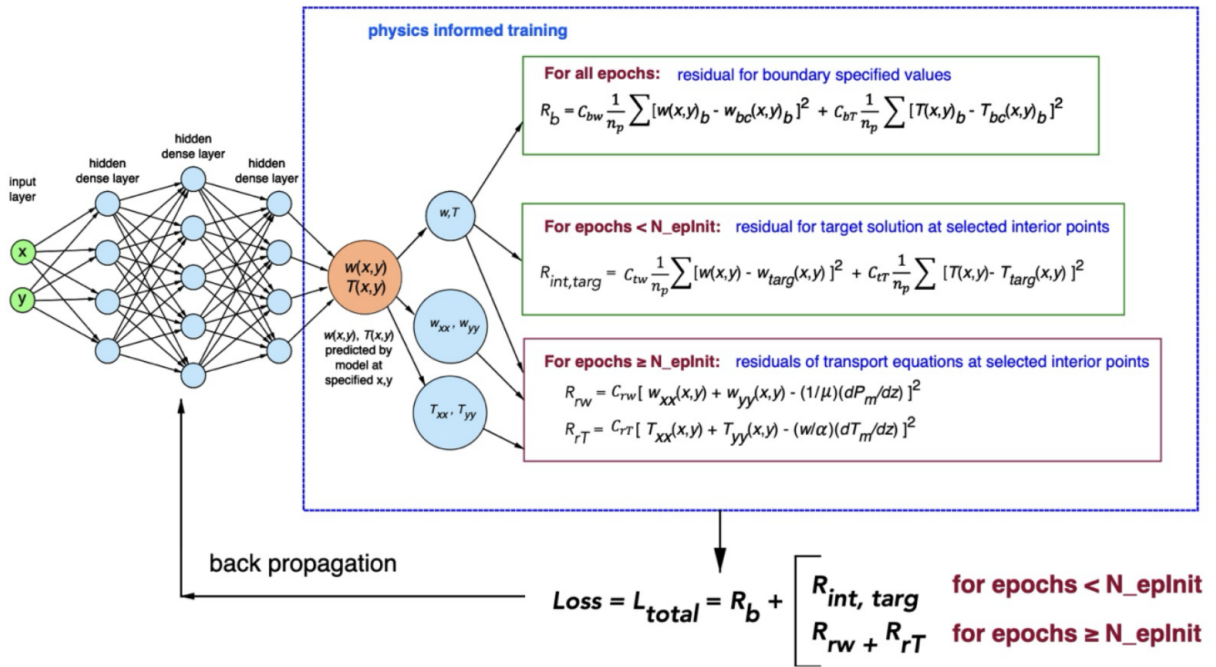 physics informed training
For all epochs: residual for boundary specified values
R_b = C_bw 1/n_p ∑[w(x,y)_b - w_bc(x,y)_b]² + C_bT 1/n_p ∑ [T(x,y)_b - T_bc(x,y)_b]²
hidden
dense layer
hidden
dense layer
hidden
dense layer
input
layer
x
y
w(x,y)
T(x,y)
w(x,y), T(x,y)
predicted by
model at
specified x,y
w,T
w_xx , w_yy
T_xx , T_yy
For epochs < N_epInit: residual for target solution at selected interior points
R_int,targ = C_tw 1/n_p ∑[w(x,y) - w_targ(x,y) ]² + C_tT 1/n_p ∑ [T(x,y)- T_targ(x,y) ]²
For epochs ≥ N_epInit: residuals of transport equations at selected interior points
R_rw = C_rw[ w_xx(x,y) + w_yy(x,y) - (1/μ)(dP_m/dz) ]²
R_rT = C_rT[ T_xx(x,y) + T_yy(x,y) - (w/α)(dT_m/dz) ]²
back propagation
Loss = L_total = R_b +
R_int, targ for epochs < N_epInit
R_rw + R_rT for epochs ≥ N_epInit